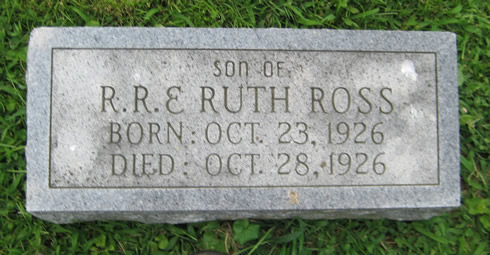 SON OF
R.R. & RUTH ROSS
BORN: OCT. 23, 1926
DIED: OCT. 28, 1926